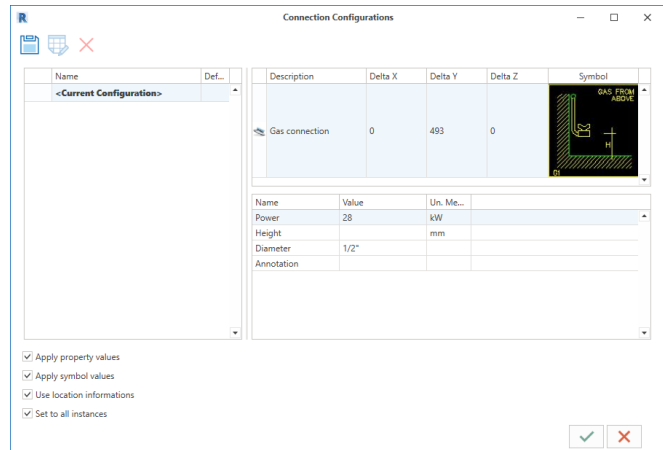 R
Connection Configurations
Name Def...
<Current Configuration>
Description Delta X Delta Y Delta Z Symbol
Gas connection 0 493 0
GAS FROM
ABOVE
H
G1
Name Value Un. Me...
Power 28 kW
Height mm
Diameter 1/2"
Annotation
Apply property values
Apply symbol values
Use location informations
Set to all instances